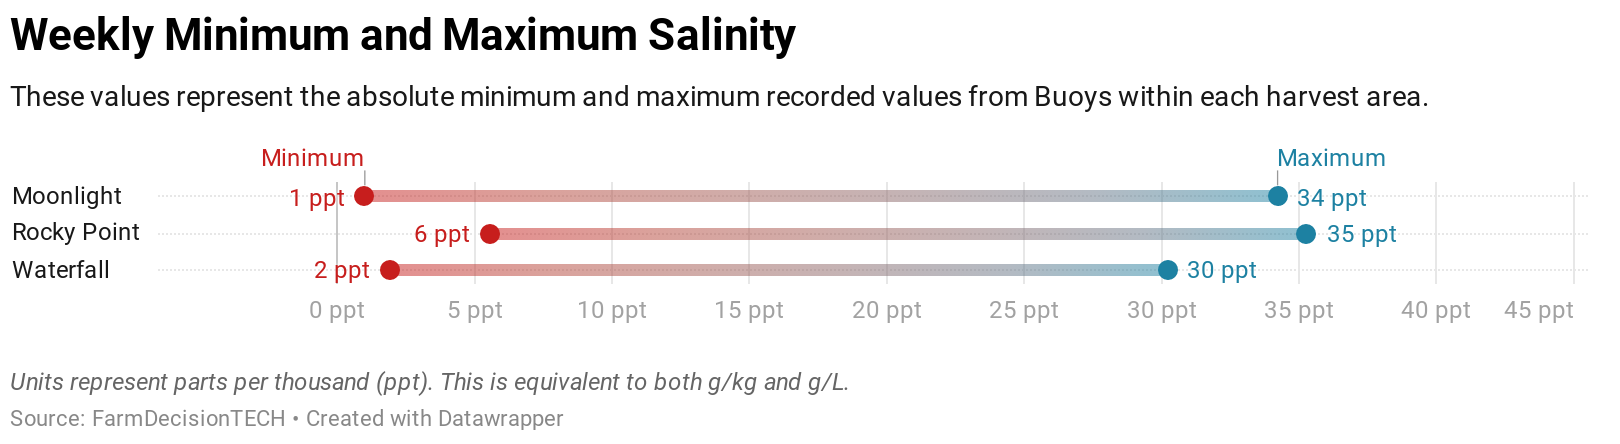 Weekly Minimum and Maximum Salinity
These values represent the absolute minimum and maximum recorded values from Buoys within each harvest area.
Minimum Maximum
Moonlight 1 ppt 34 ppt
Rocky Point 6 ppt 35 ppt
Waterfall 2 ppt 30 ppt
0 ppt 5 ppt 10 ppt 15 ppt 20 ppt 25 ppt 30 ppt 35 ppt 40 ppt 45 ppt
Units represent parts per thousand (ppt). This is equivalent to both g/kg and g/L.
Source: FarmDecisionTECH • Created with Datawrapper